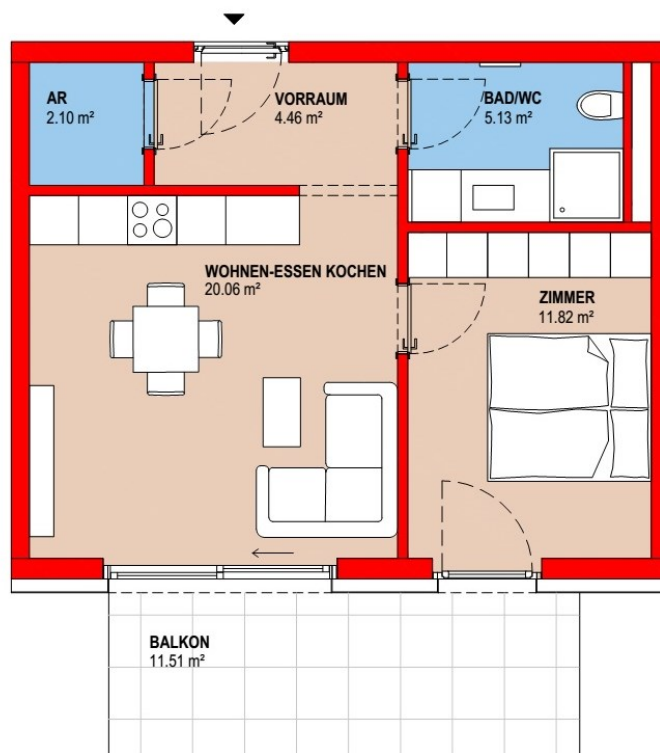 AR
2.10 m²
VORRAUM
4.46 m²
BAD/WC
5.13 m²
WOHNEN-ESSEN KOCHEN
20.06 m²
ZIMMER
11.82 m²
BALKON
11.51 m²